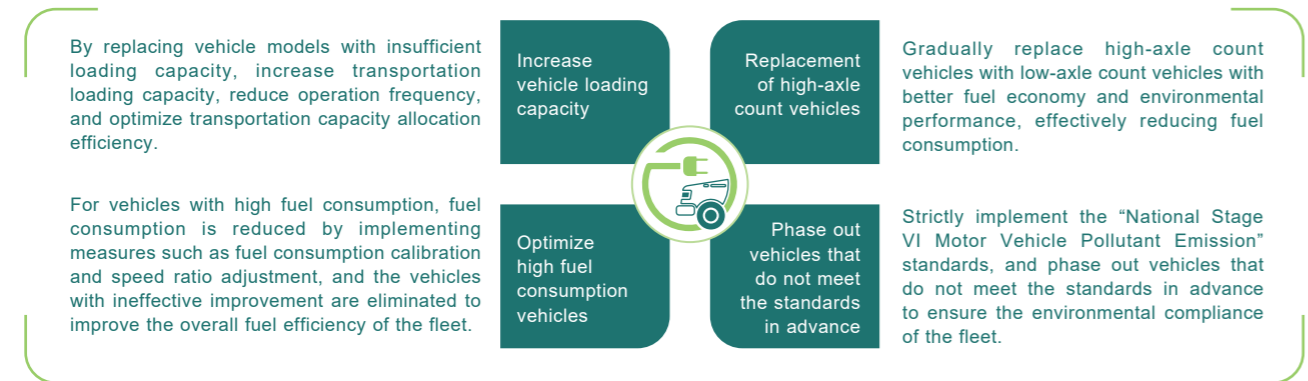 By replacing vehicle models with insufficient
loading capacity, increase transportation
loading capacity, reduce operation frequency,
and optimize transportation capacity allocation
efficiency.
Increase
vehicle loading
capacity
Replacement
of high-axle
count vehicles
Gradually replace high-axle count
vehicles with low-axle count vehicles with
better fuel economy and environmental
performance, effectively reducing fuel
consumption.
For vehicles with high fuel consumption, fuel
consumption is reduced by implementing
measures such as fuel consumption calibration
and speed ratio adjustment, and the vehicles
with ineffective improvement are eliminated to
improve the overall fuel efficiency of the fleet.
Optimize
high fuel
consumption
vehicles
Phase out
vehicles that
do not meet
the standards
in advance
Strictly implement the “National Stage
VI Motor Vehicle Pollutant Emission”
standards, and phase out vehicles that
do not meet the standards in advance
to ensure the environmental compliance
of the fleet.